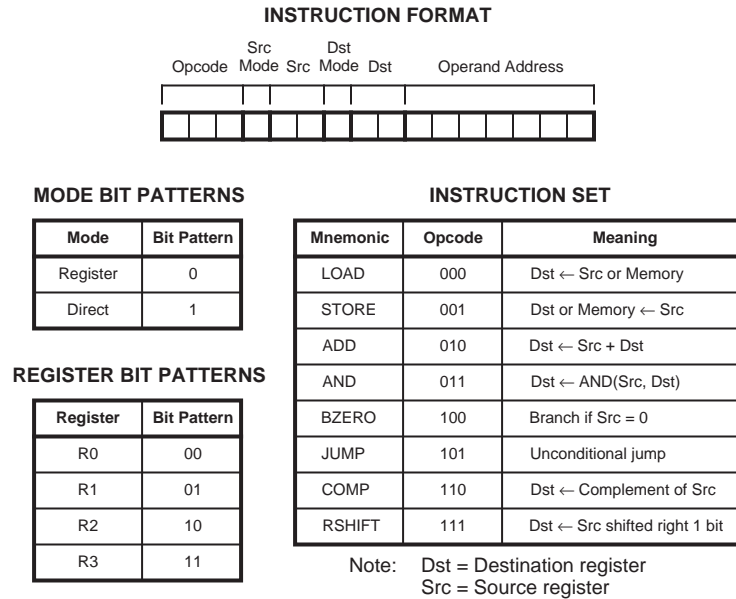 INSTRUCTION FORMAT
Opcode Src Mode Src Dst Mode Dst Operand Address
MODE BIT PATTERNS
Mode Bit Pattern
Register 0
Direct 1
REGISTER BIT PATTERNS
Register Bit Pattern
R0 00
R1 01
R2 10
R3 11
INSTRUCTION SET
Mnemonic Opcode Meaning
LOAD 000 Dst ← Src or Memory
STORE 001 Dst or Memory ← Src
ADD 010 Dst ← Src + Dst
AND 011 Dst ← AND(Src, Dst)
BZERO 100 Branch if Src = 0
JUMP 101 Unconditional jump
COMP 110 Dst ← Complement of Src
RSHIFT 111 Dst ← Src shifted right 1 bit
Note: Dst = Destination register
Src = Source register